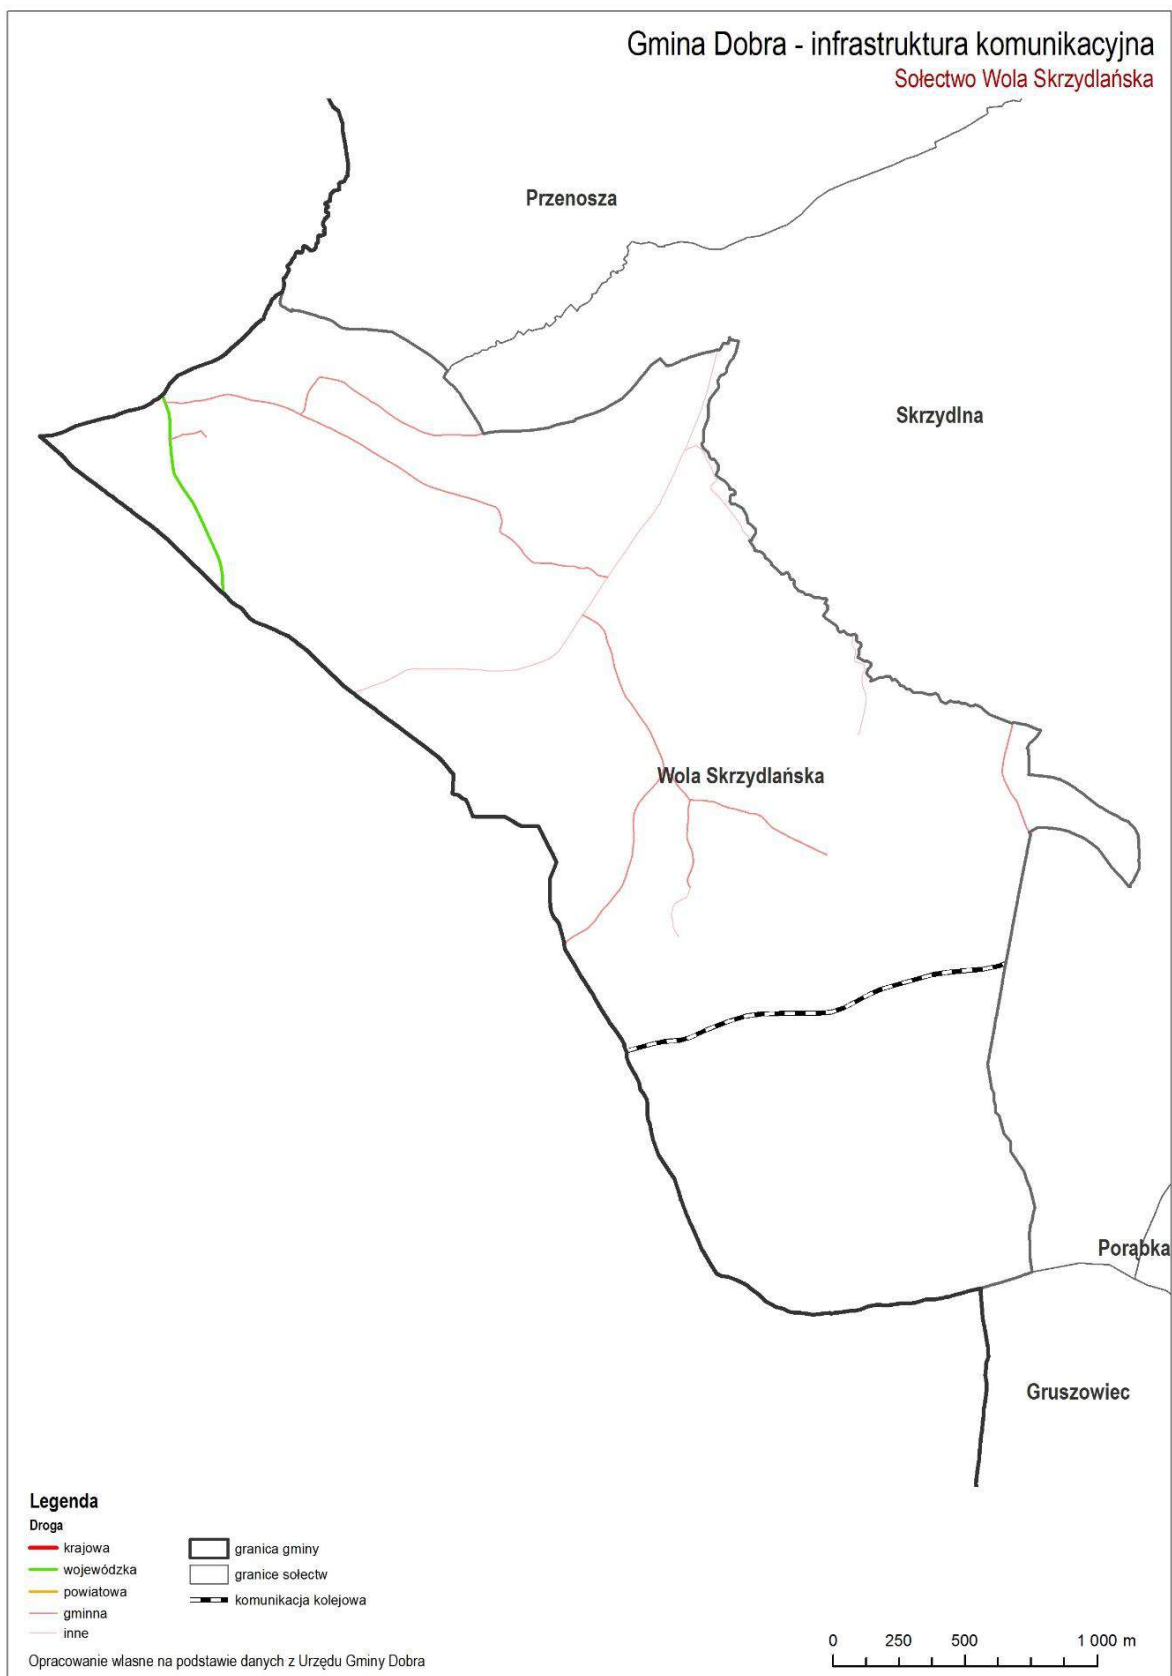 Gmina Dobra - infrastruktura komunikacyjna
Sołectwo Wola Skrzydlańska
Przenosza
Skrzydlna
Wola Skrzydlańska
Porąbka
Gruszowiec
Legenda
Droga
krajowa
wojewódzka
powiatowa
gminna
inne
granica gminy
granice sołectw
komunikacja kolejowa
0 250 500 1 000 m
Opracowanie własne na podstawie danych z Urzędu Gminy Dobra